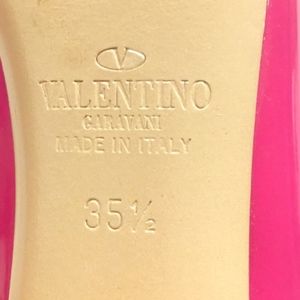 VALENTINO
GARAVANI
MADE IN ITALY
35½